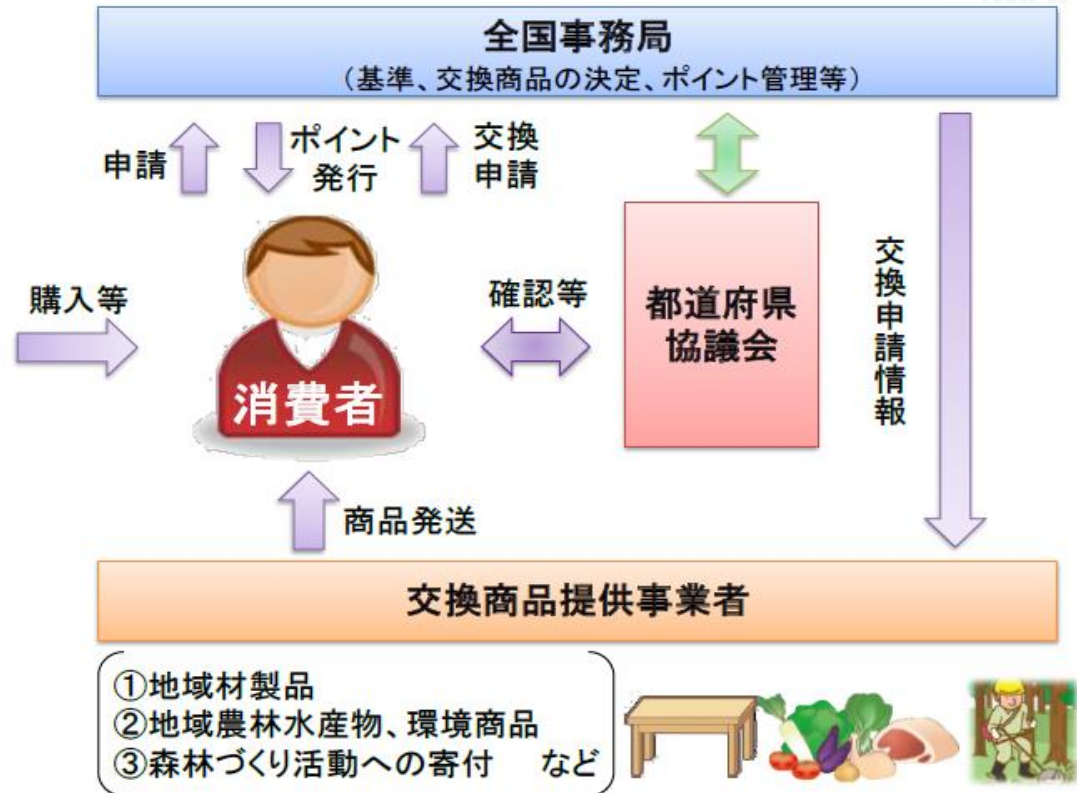 全国事務局
（基準、交換商品の決定、ポイント管理等）
申請
ポイント
発行
交換
申請
購入等
消費者
確認等
都道府県
協議会
交換申請情報
商品発送
交換商品提供事業者
①地域材製品
②地域農林水産物、環境商品
③森林づくり活動への寄付　など